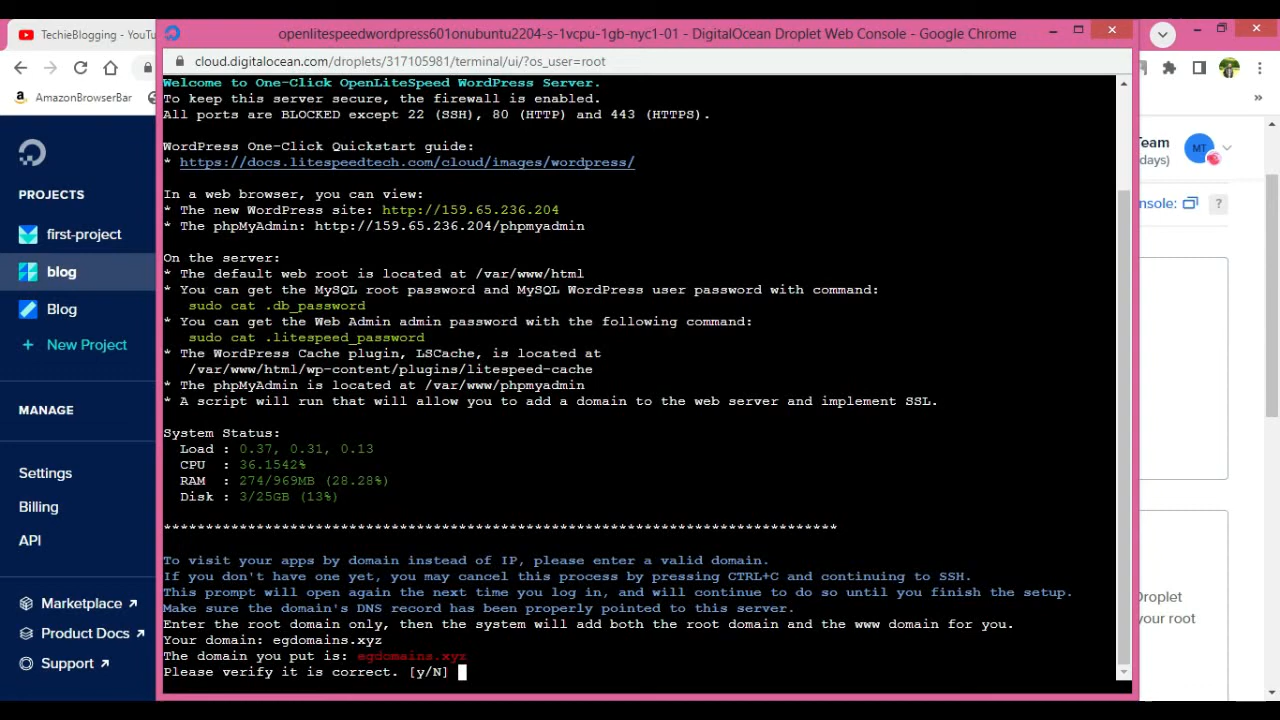 TechieBlogging - YouTu
openlitespeedwordpress601onubuntu2204-s-1vcpu-1gb-nyc1-01 - DigitalOcean Droplet Web Console - Google Chrome
cloud.digitalocean.com/droplets/317105981/terminal/ui/?os_user=root
AmazonBrowserBar
»
PROJECTS
first-project
blog
Blog
+ New Project
MANAGE
Settings
Billing
API
Marketplace ↗
Product Docs ↗
Support ↗
Welcome to One-Click OpenLiteSpeed WordPress Server.
To keep this server secure, the firewall is enabled.
All ports are BLOCKED except 22 (SSH), 80 (HTTP) and 443 (HTTPS).
WordPress One-Click Quickstart guide:
* https://docs.litespeedtech.com/cloud/images/wordpress/
In a web browser, you can view:
* The new WordPress site: http://159.65.236.204
* The phpMyAdmin: http://159.65.236.204/phpmyadmin
On the server:
* The default web root is located at /var/www/html
* You can get the MySQL root password and MySQL WordPress user password with command:
sudo cat .db_password
* You can get the Web Admin admin password with the following command:
sudo cat .litespeed_password
* The WordPress Cache plugin, LSCache, is located at
/var/www/html/wp-content/plugins/litespeed-cache
* The phpMyAdmin is located at /var/www/phpmyadmin
* A script will run that will allow you to add a domain to the web server and implement SSL.
System Status:
Load : 0.37, 0.31, 0.13
CPU : 36.1542%
RAM : 274/969MB (28.28%)
Disk : 3/25GB (13%)
********************************************************************************
To visit your apps by domain instead of IP, please enter a valid domain.
If you don't have one yet, you may cancel this process by pressing CTRL+C and continuing to SSH.
This prompt will open again the next time you log in, and will continue to do so until you finish the setup.
Make sure the domain's DNS record has been properly pointed to this server.
Enter the root domain only, then the system will add both the root domain and the www domain for you.
Your domain: egdomains.xyz
The domain you put is: egdomains.xyz
Please verify it is correct. [y/N]
Team
days)
MT
nsole:
?
Droplet
your root